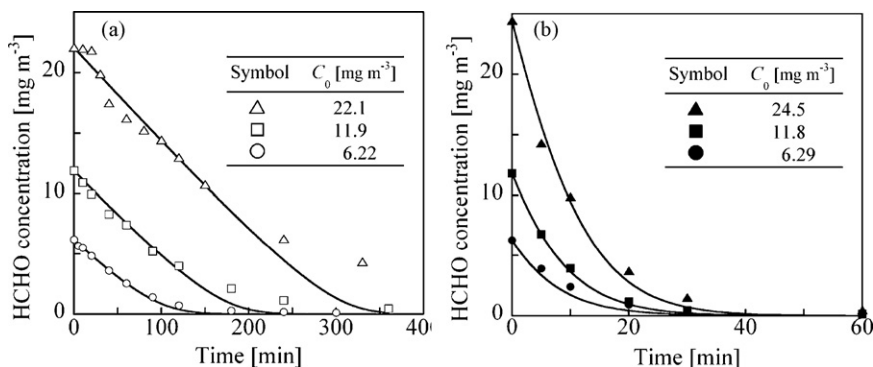 (a)
HCHO concentration [mg m-3]
20
10
0
Symbol C0 [mg m-3]
△ 22.1
□ 11.9
○ 6.22
0 100 200 300 400
Time [min]
(b)
HCHO concentration [mg m-3]
20
10
0
Symbol C0 [mg m-3]
▲ 24.5
■ 11.8
● 6.29
0 20 40 60
Time [min]